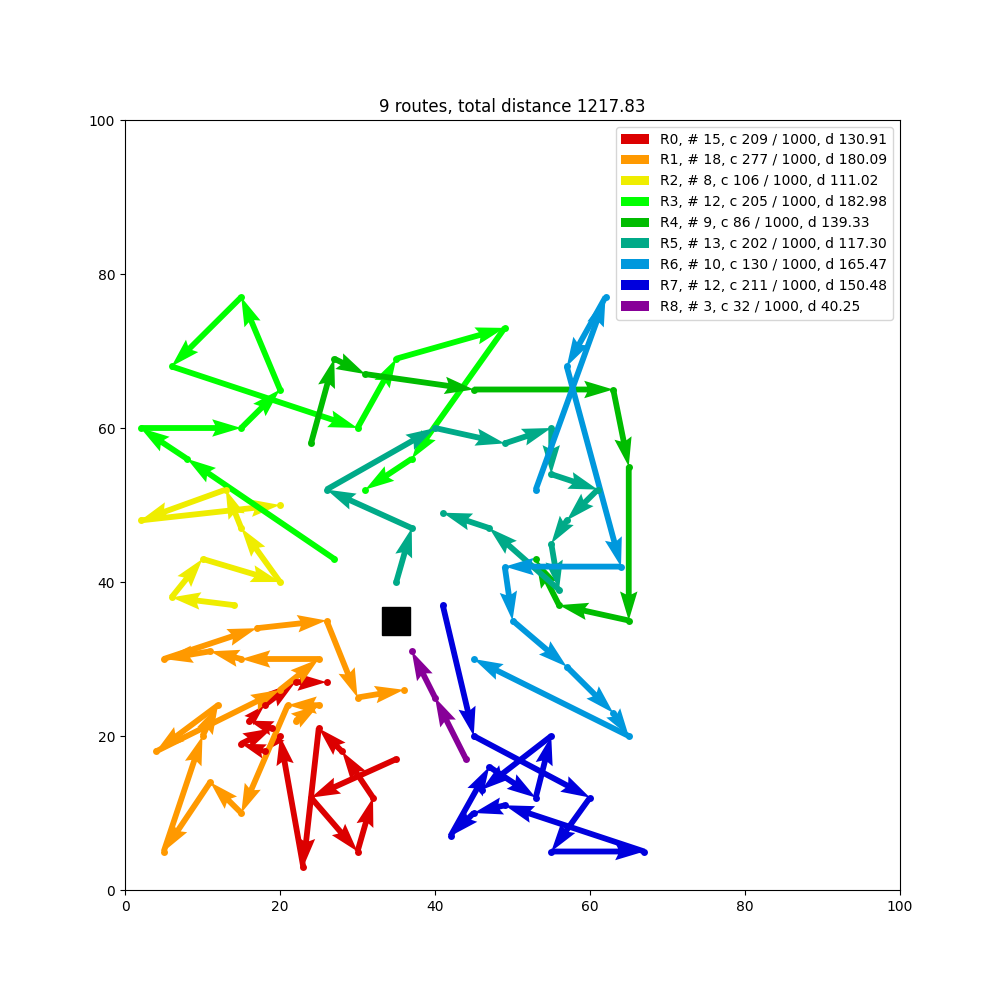 9 routes, total distance 1217.83
R0, # 15, c 209 / 1000, d 130.91
R1, # 18, c 277 / 1000, d 180.09
R2, # 8, c 106 / 1000, d 111.02
R3, # 12, c 205 / 1000, d 182.98
R4, # 9, c 86 / 1000, d 139.33
R5, # 13, c 202 / 1000, d 117.30
R6, # 10, c 130 / 1000, d 165.47
R7, # 12, c 211 / 1000, d 150.48
R8, # 3, c 32 / 1000, d 40.25
100
80
60
40
20
0
0 20 40 60 80 100